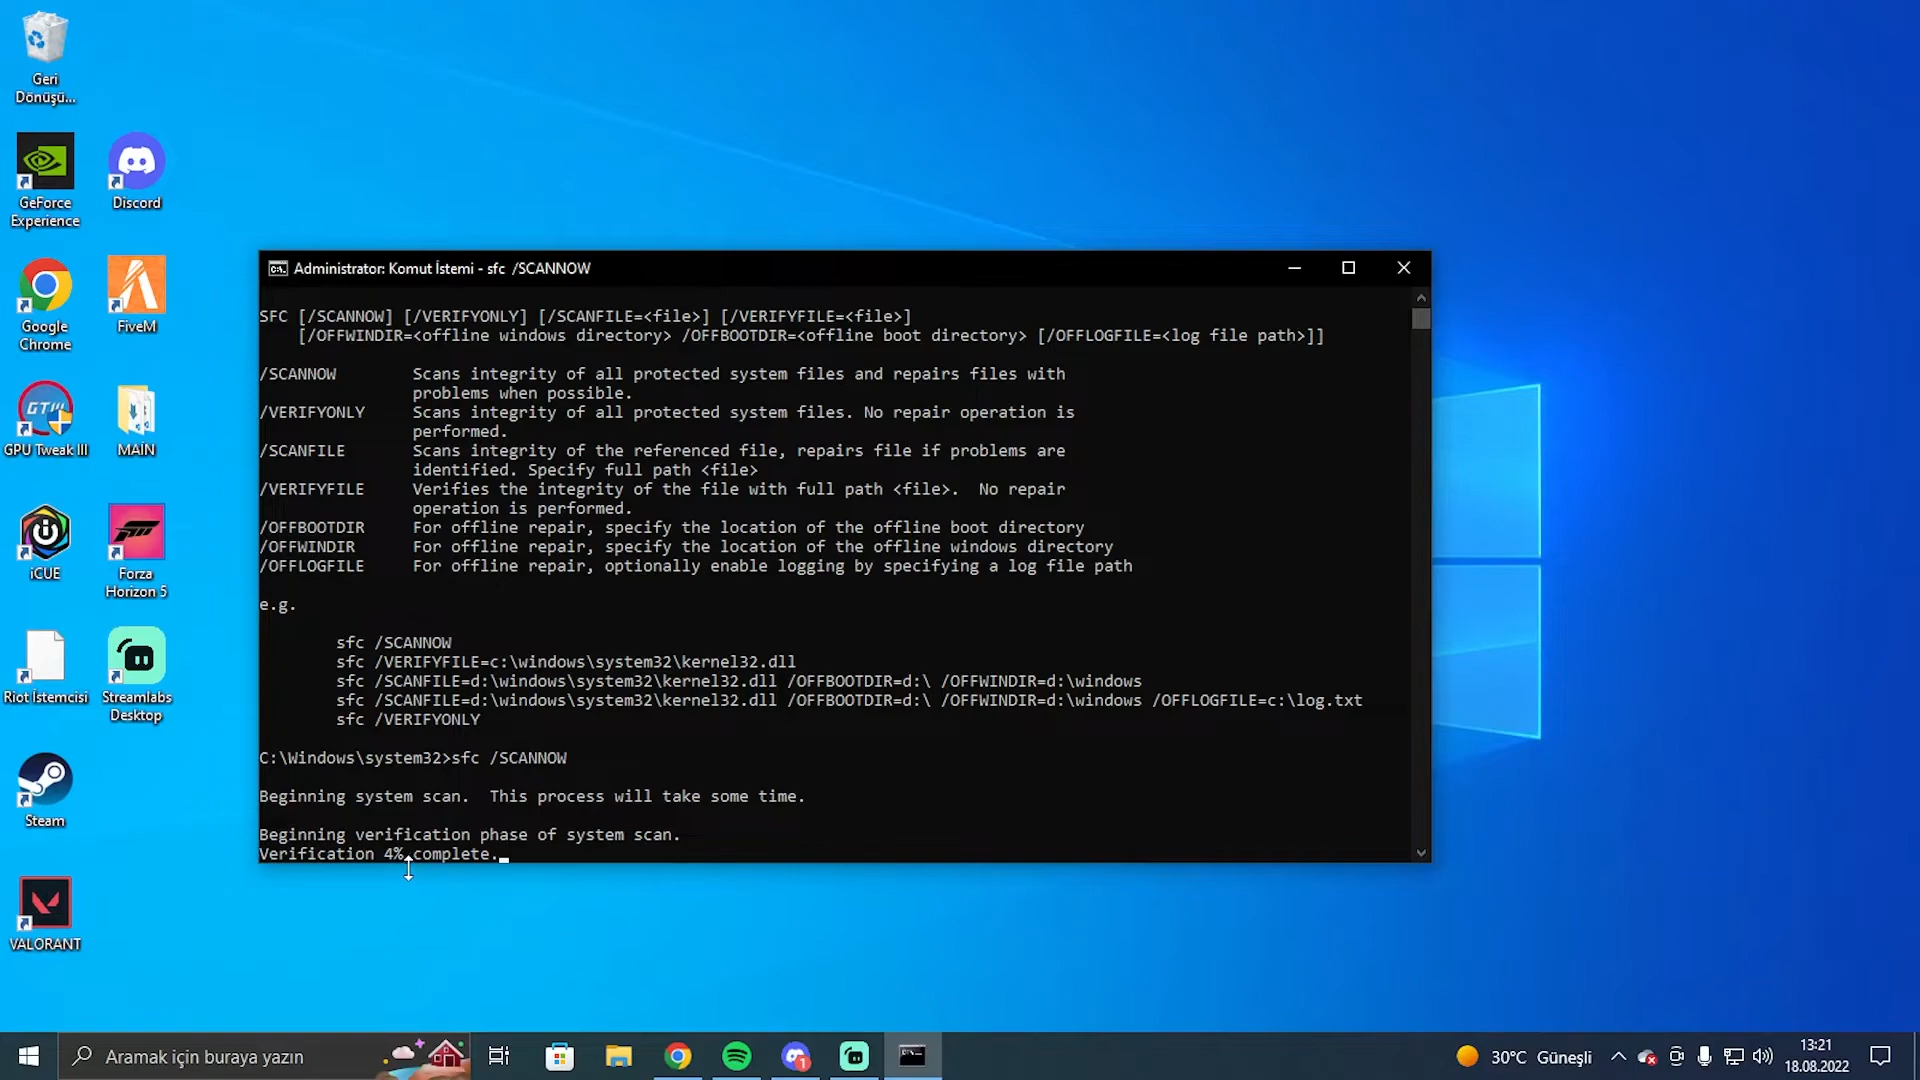 Geri
Dönüşü...
GeForce
Experience
Discord
Google
Chrome
FiveM
GPU Tweak III
MAİN
iCUE
Forza
Horizon 5
Riot İstemcisi
Streamlabs
Desktop
Steam
VALORANT
Administrator: Komut İstemi - sfc  /SCANNOW
SFC [/SCANNOW] [/VERIFYONLY] [/SCANFILE=<file>] [/VERIFYFILE=<file>]
    [/OFFWINDIR=<offline windows directory> /OFFBOOTDIR=<offline boot directory> [/OFFLOGFILE=<log file path>]]
/SCANNOW        Scans integrity of all protected system files and repairs files with
                problems when possible.
/VERIFYONLY     Scans integrity of all protected system files. No repair operation is
                performed.
/SCANFILE       Scans integrity of the referenced file, repairs file if problems are
                identified. Specify full path <file>
/VERIFYFILE     Verifies the integrity of the file with full path <file>.  No repair
                operation is performed.
/OFFBOOTDIR     For offline repair, specify the location of the offline boot directory
/OFFWINDIR      For offline repair, specify the location of the offline windows directory
/OFFLOGFILE     For offline repair, optionally enable logging by specifying a log file path
e.g.
        sfc /SCANNOW
        sfc /VERIFYFILE=c:\windows\system32\kernel32.dll
        sfc /SCANFILE=d:\windows\system32\kernel32.dll /OFFBOOTDIR=d:\ /OFFWINDIR=d:\windows
        sfc /SCANFILE=d:\windows\system32\kernel32.dll /OFFBOOTDIR=d:\ /OFFWINDIR=d:\windows /OFFLOGFILE=c:\log.txt
        sfc /VERIFYONLY
C:\Windows\system32>sfc /SCANNOW
Beginning system scan.  This process will take some time.
Beginning verification phase of system scan.
Verification 4% complete.
Aramak için buraya yazın
1
30°C  Güneşli
13:21
18.08.2022